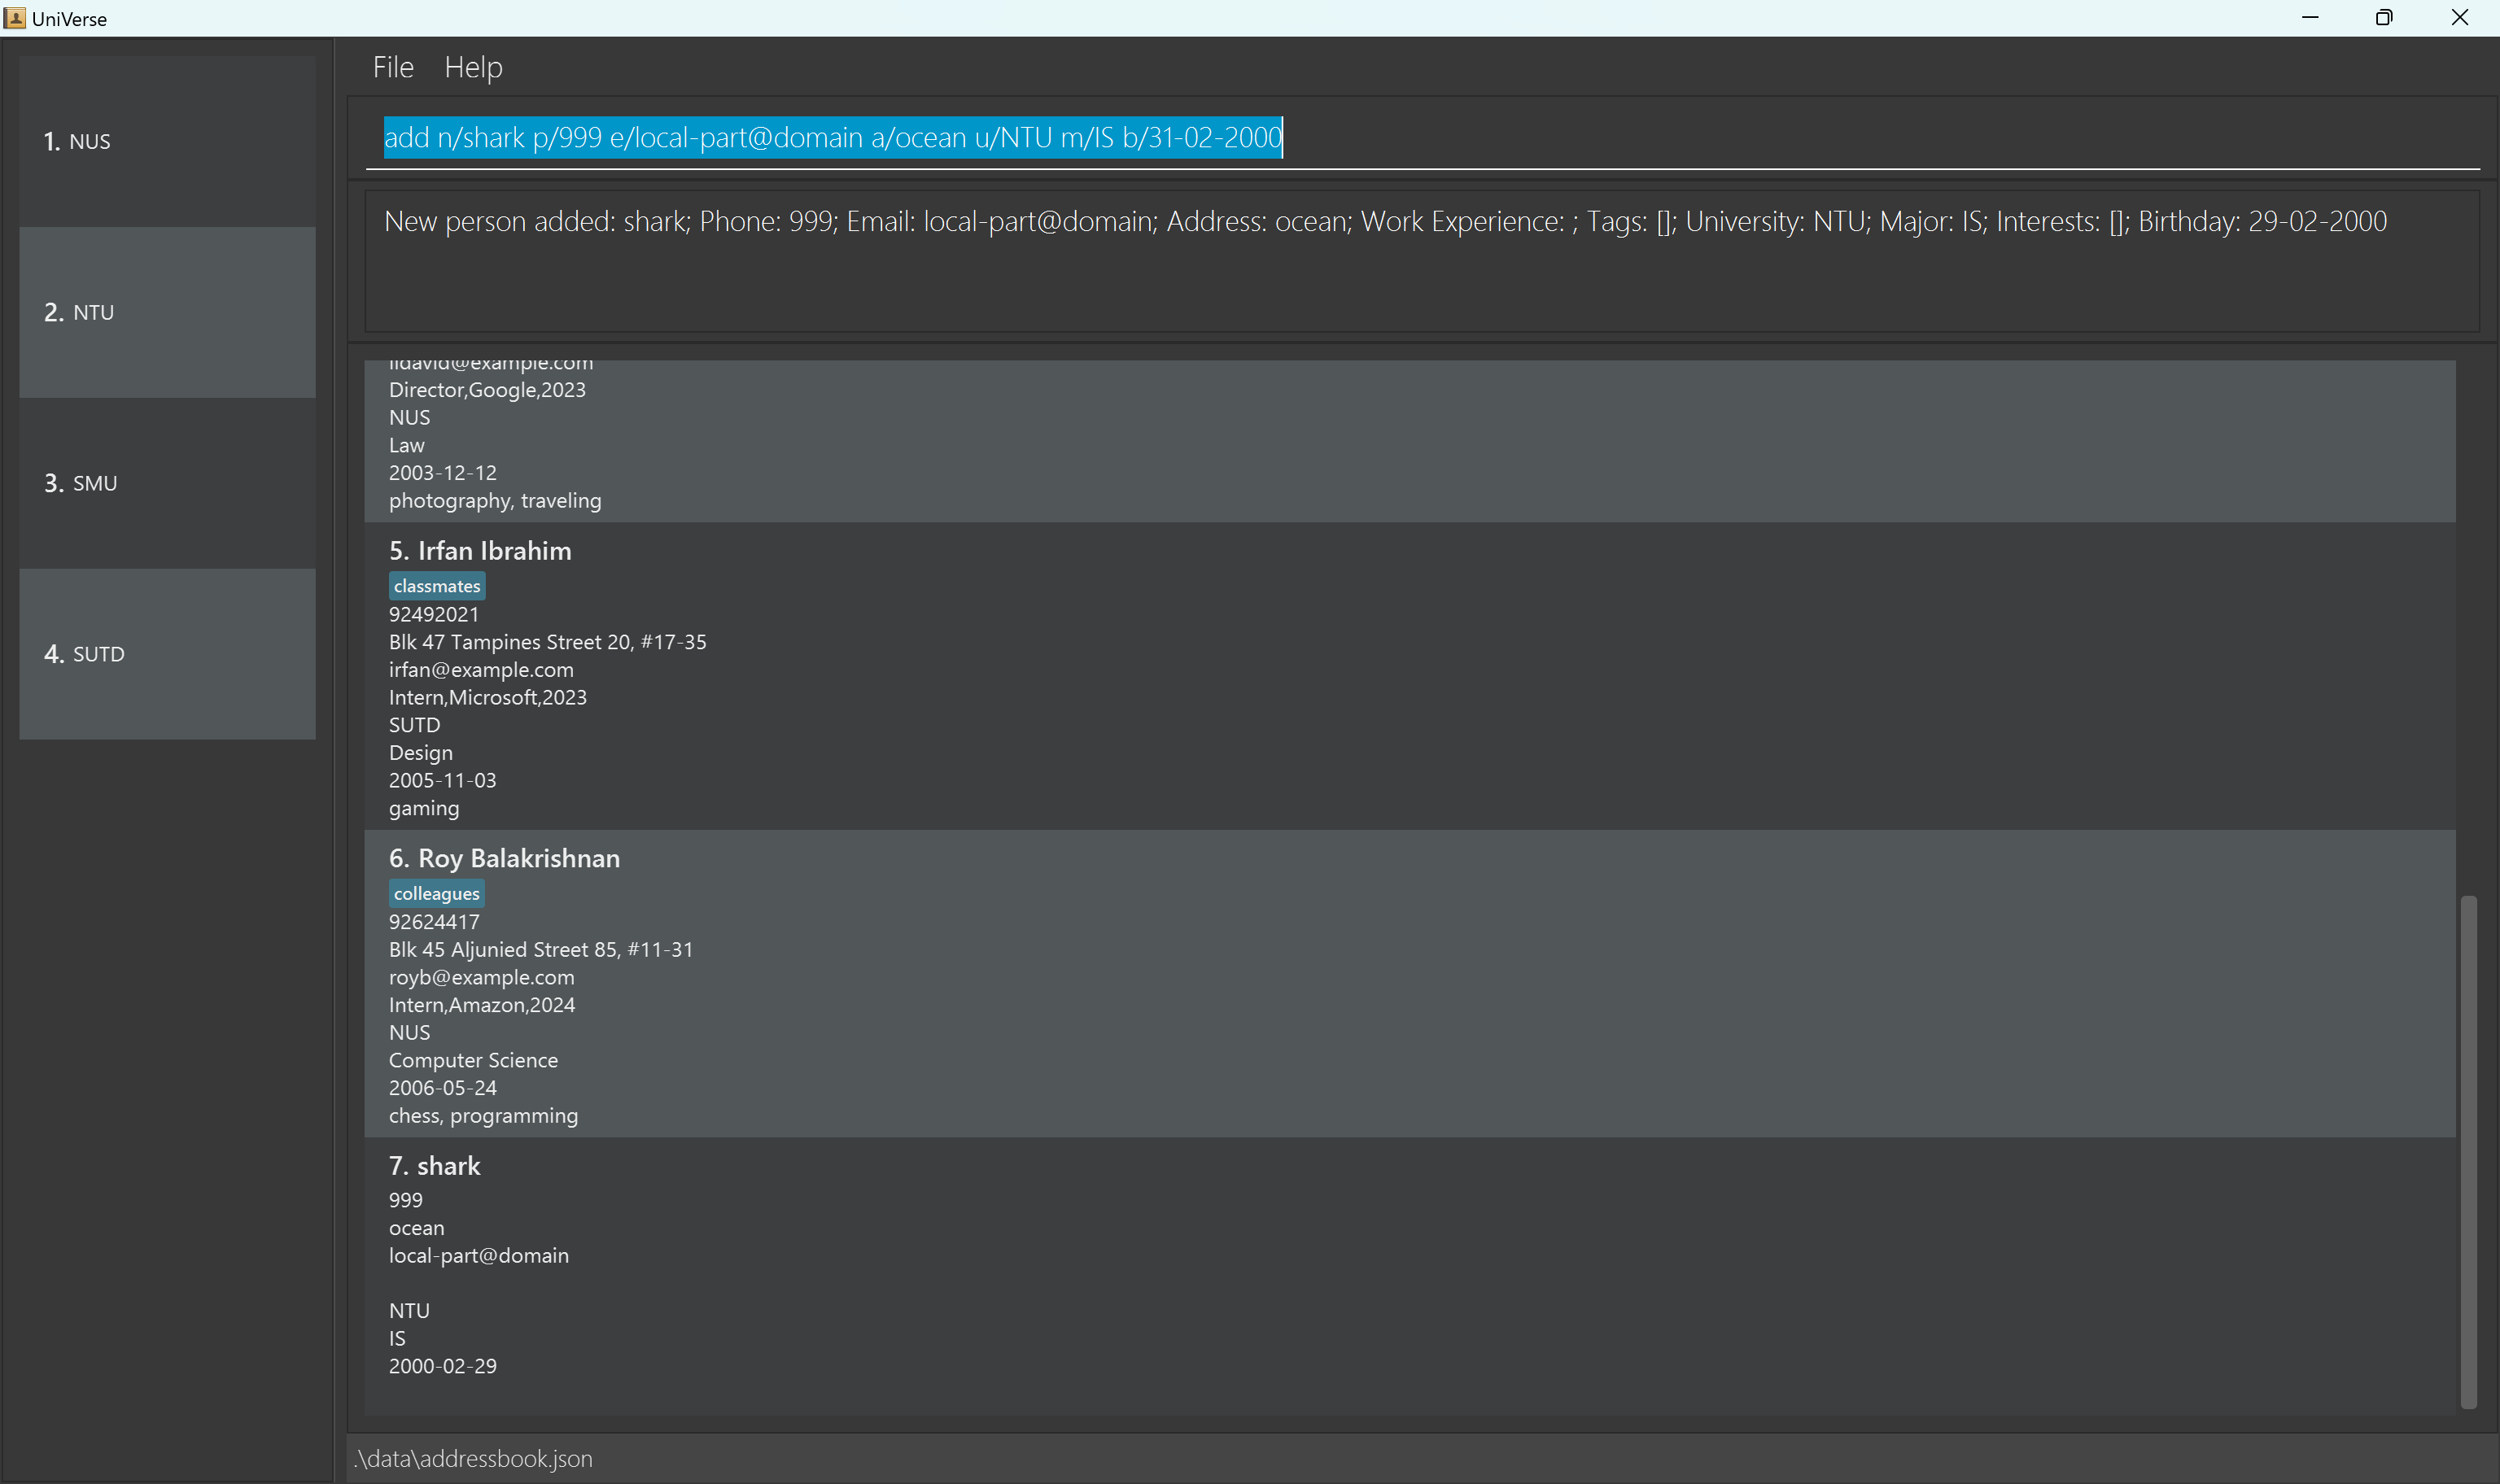 UniVerse
1. NUS
2. NTU
3. SMU
4. SUTD
File Help
add n/shark p/999 e/local-part@domain a/ocean u/NTU m/IS b/31-02-2000
New person added: shark; Phone: 999; Email: local-part@domain; Address: ocean; Work Experience: ; Tags: []; University: NTU; Major: IS; Interests: []; Birthday: 29-02-2000
lidavid@example.com
Director,Google,2023
NUS
Law
2003-12-12
photography, traveling
5. Irfan Ibrahim
classmates
92492021
Blk 47 Tampines Street 20, #17-35
irfan@example.com
Intern,Microsoft,2023
SUTD
Design
2005-11-03
gaming
6. Roy Balakrishnan
colleagues
92624417
Blk 45 Aljunied Street 85, #11-31
royb@example.com
Intern,Amazon,2024
NUS
Computer Science
2006-05-24
chess, programming
7. shark
999
ocean
local-part@domain
NTU
IS
2000-02-29
.\data\addressbook.json